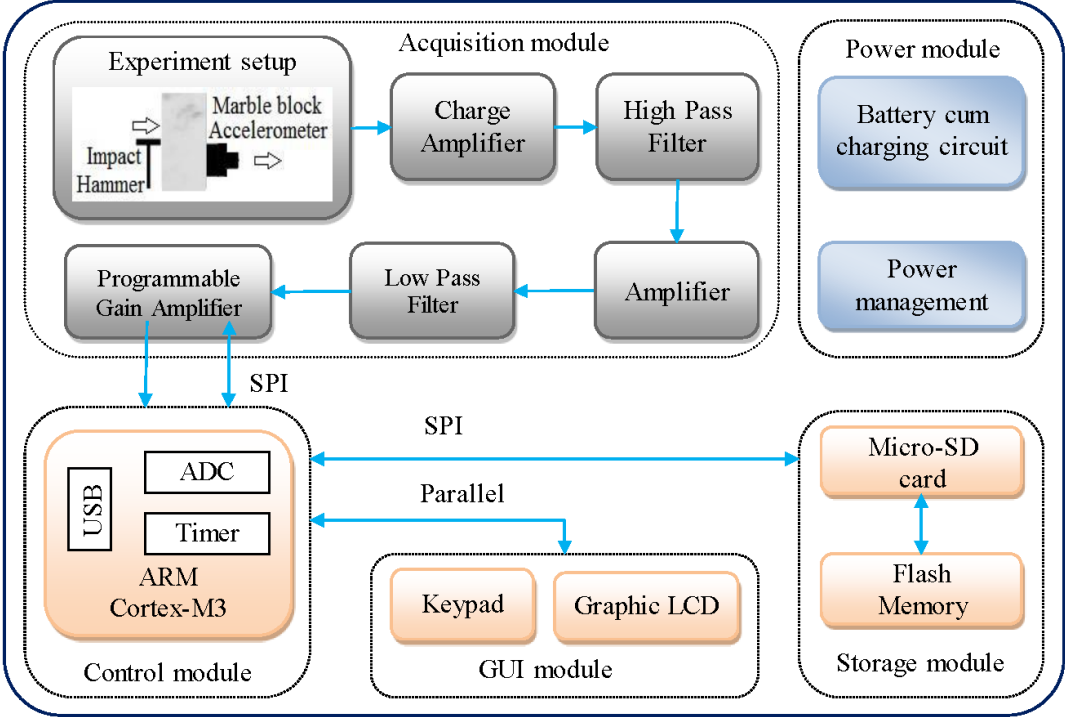 Acquisition module
Experiment setup
Marble block
Accelerometer
Impact
Hammer
Charge
Amplifier
High Pass
Filter
Programmable
Gain Amplifier
Low Pass
Filter
Amplifier
Power module
Battery cum
charging circuit
Power
management
SPI
SPI
Parallel
USB
ADC
Timer
ARM
Cortex-M3
Control module
Keypad
Graphic LCD
GUI module
Micro-SD
card
Flash
Memory
Storage module